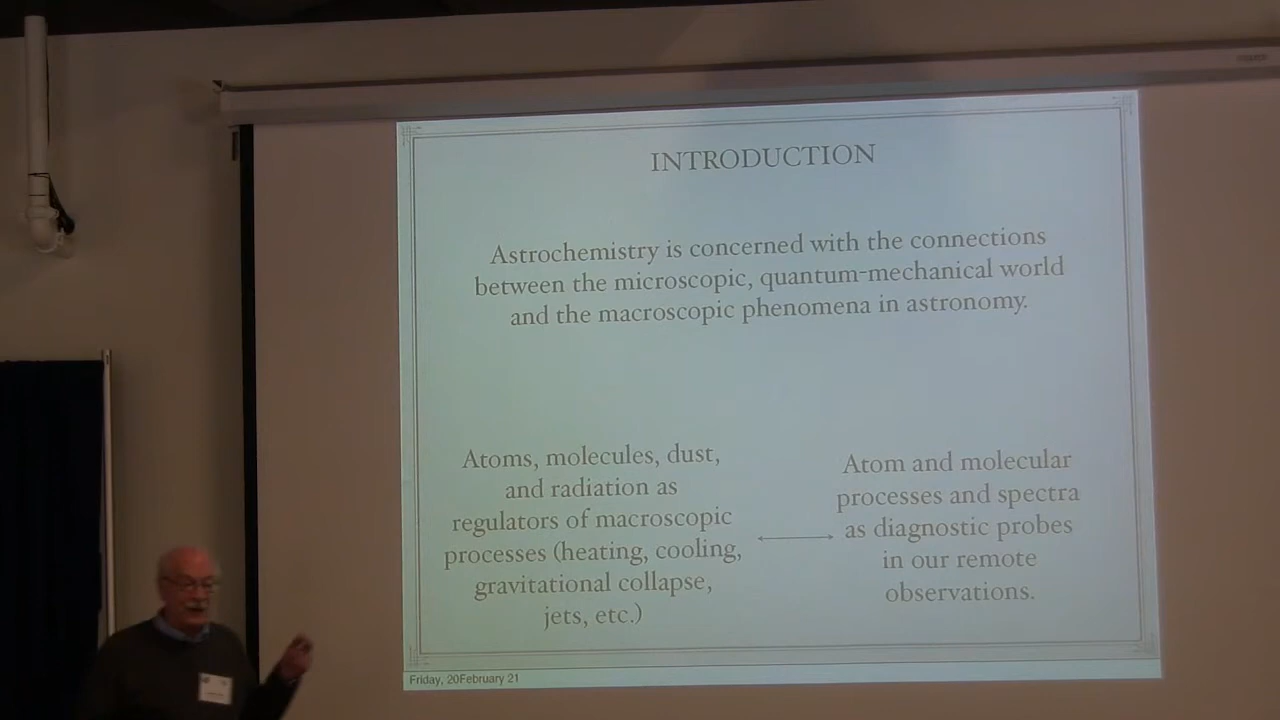 INTRODUCTION
Astrochemistry is concerned with the connections
between the microscopic, quantum-mechanical world
and the macroscopic phenomena in astronomy.
Atoms, molecules, dust,
and radiation as
regulators of macroscopic
processes (heating, cooling,
gravitational collapse,
jets, etc.)
Atom and molecular
processes and spectra
as diagnostic probes
in our remote
observations.
Friday, 20February 21